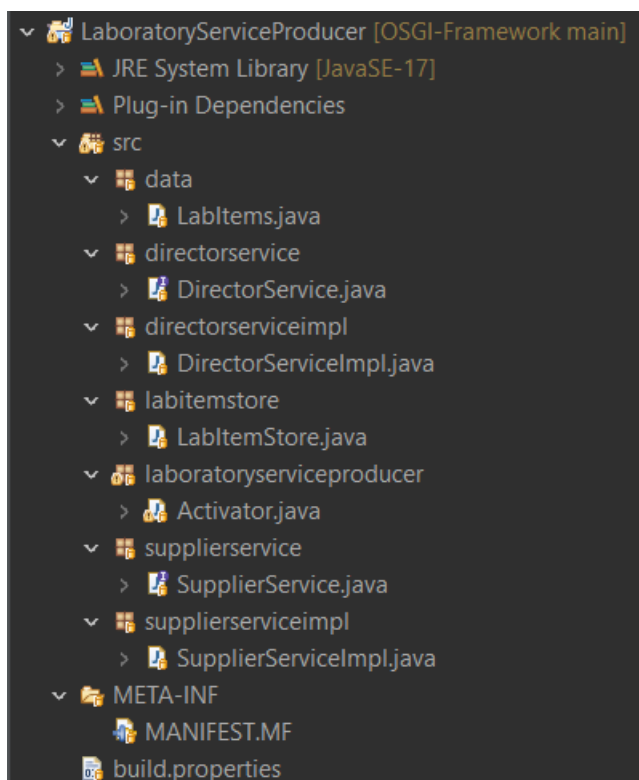 LaboratoryServiceProducer [OSGI-Framework main]
JRE System Library [JavaSE-17]
Plug-in Dependencies
src
data
LabItems.java
directorservice
DirectorService.java
directorserviceimpl
DirectorServiceImpl.java
labitemstore
LabItemStore.java
laboratoryserviceproducer
Activator.java
supplierservice
SupplierService.java
supplierserviceimpl
SupplierServiceImpl.java
META-INF
MANIFEST.MF
build.properties